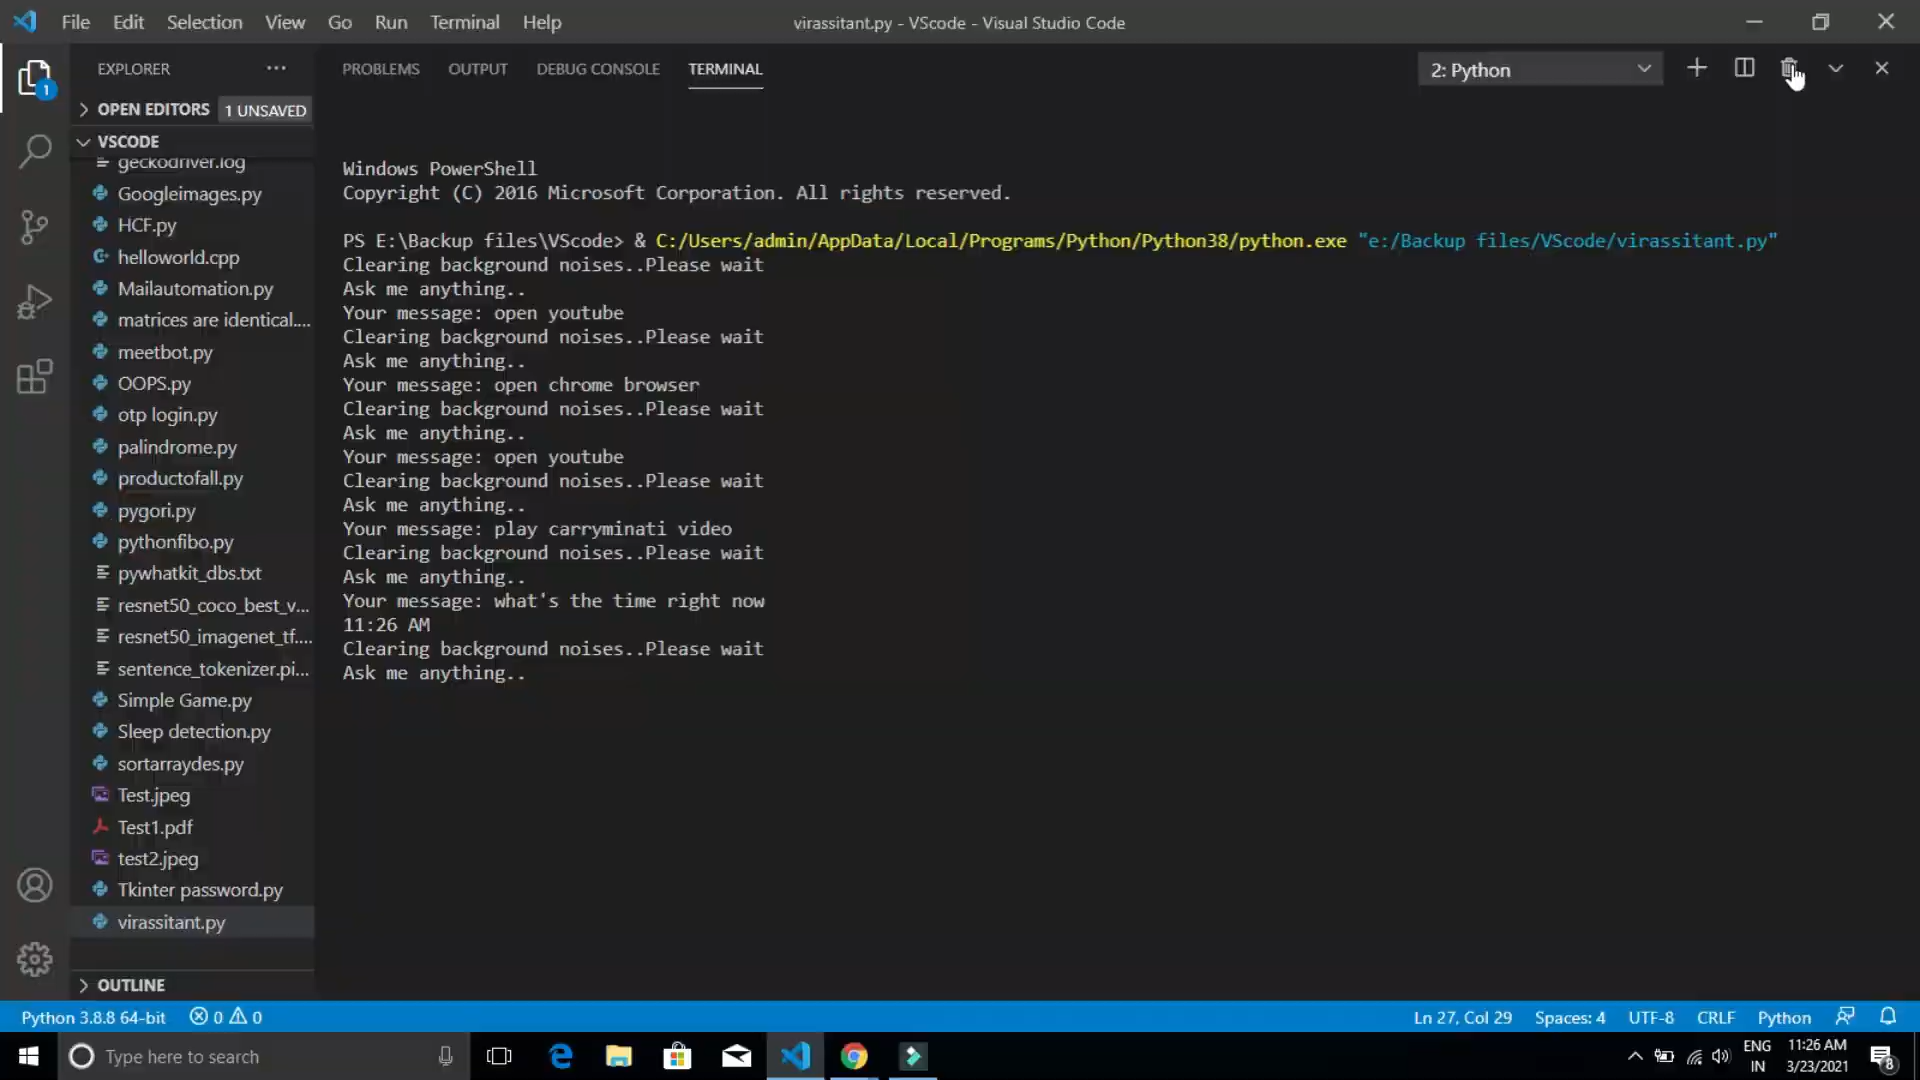 File Edit Selection View Go Run Terminal Help
virassitant.py - VScode - Visual Studio Code
EXPLORER
PROBLEMS OUTPUT DEBUG CONSOLE TERMINAL
2: Python
1
OPEN EDITORS 1 UNSAVED
VSCODE
geckodriver.log
Googleimages.py
HCF.py
helloworld.cpp
Mailautomation.py
matrices are identical....
meetbot.py
OOPS.py
otp login.py
palindrome.py
productofall.py
pygori.py
pythonfibo.py
pywhatkit_dbs.txt
resnet50_coco_best_v...
resnet50_imagenet_tf....
sentence_tokenizer.pi...
Simple Game.py
Sleep detection.py
sortarraydes.py
Test.jpeg
Test1.pdf
test2.jpeg
Tkinter password.py
virassitant.py
OUTLINE
Windows PowerShell
Copyright (C) 2016 Microsoft Corporation. All rights reserved.
PS E:\Backup files\VScode> & C:/Users/admin/AppData/Local/Programs/Python/Python38/python.exe "e:/Backup files/VScode/virassitant.py"
Clearing background noises..Please wait
Ask me anything..
Your message: open youtube
Clearing background noises..Please wait
Ask me anything..
Your message: open chrome browser
Clearing background noises..Please wait
Ask me anything..
Your message: open youtube
Clearing background noises..Please wait
Ask me anything..
Your message: play carryminati video
Clearing background noises..Please wait
Ask me anything..
Your message: what's the time right now
11:26 AM
Clearing background noises..Please wait
Ask me anything..
Python 3.8.8 64-bit 0 0
Ln 27, Col 29 Spaces: 4 UTF-8 CRLF Python
Type here to search
ENG
IN
11:26 AM
3/23/2021
8